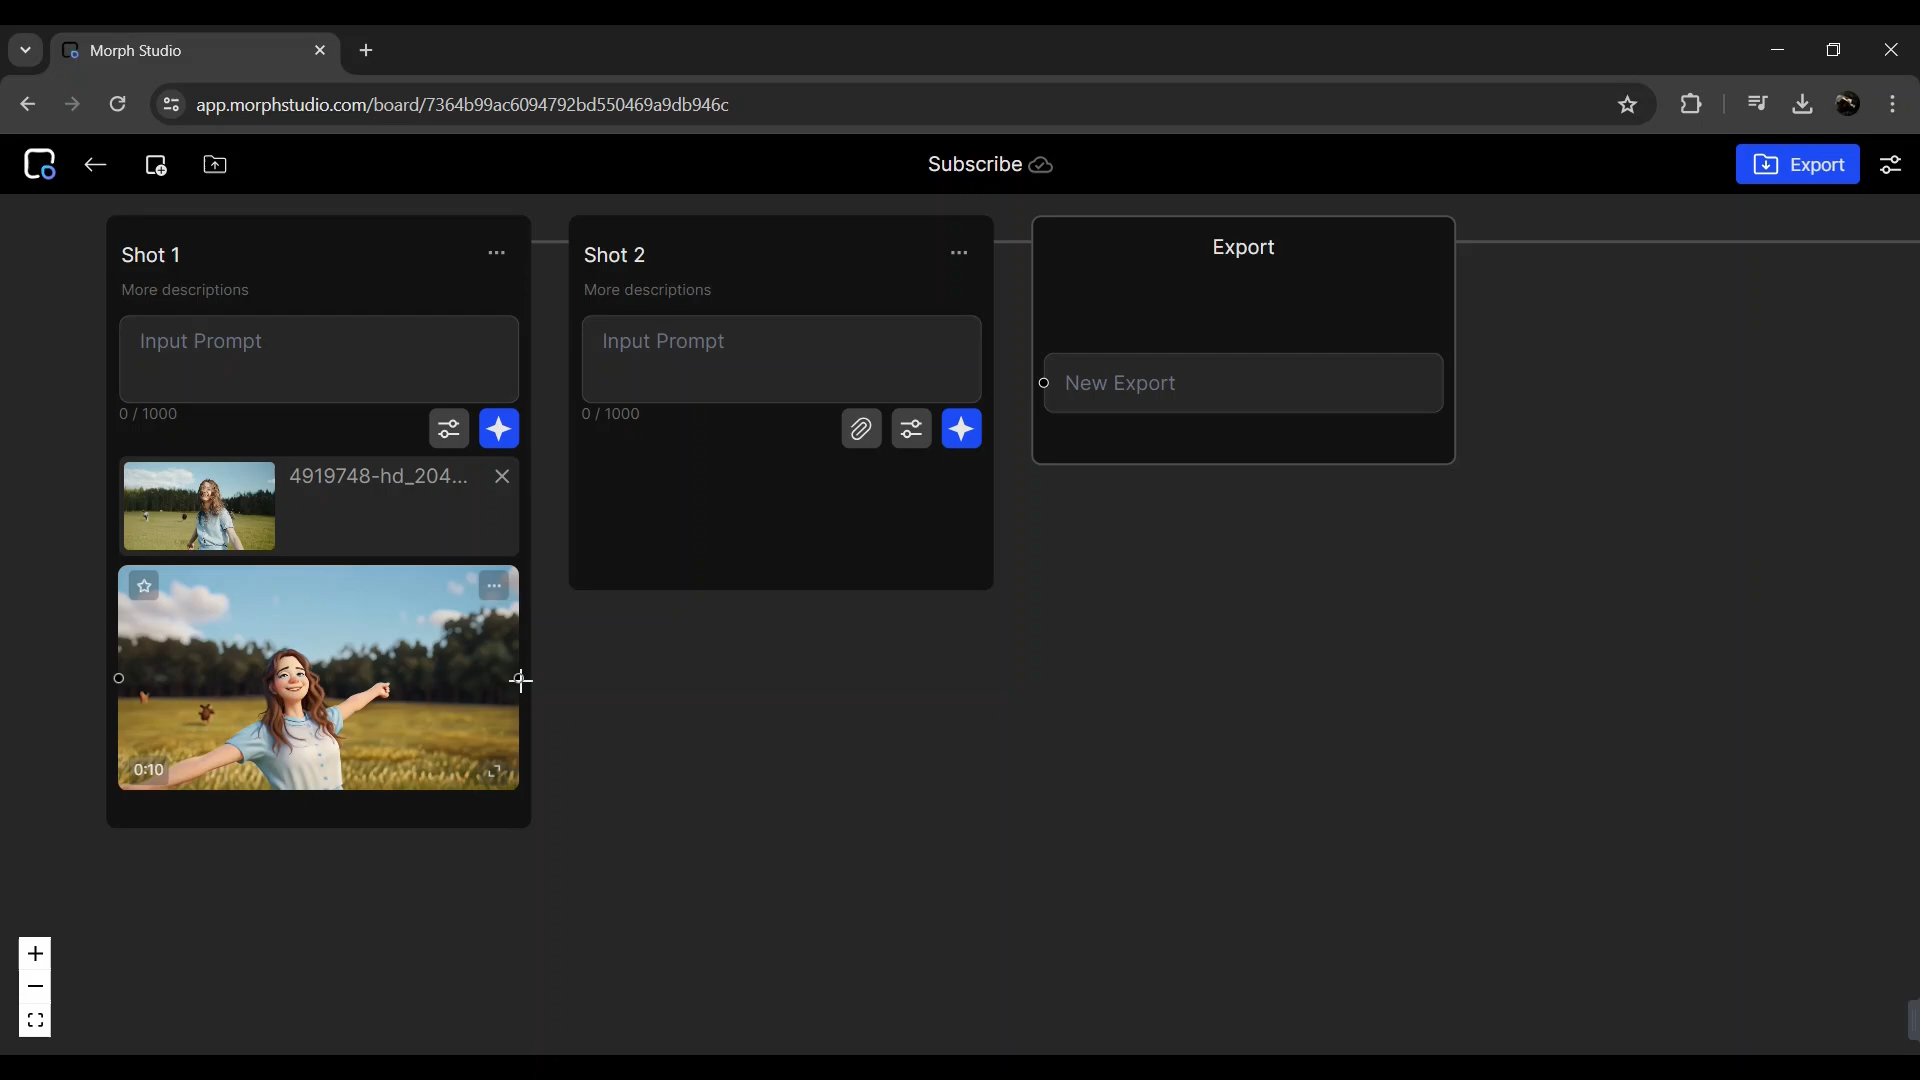 Morph Studio
app.morphstudio.com/board/7364b99ac6094792bd550469a9db946c
Subscribe
Export
Shot 1
More descriptions
Input Prompt
0 / 1000
4919748-hd_204...
0:10
Shot 2
More descriptions
Input Prompt
0 / 1000
Export
New Export